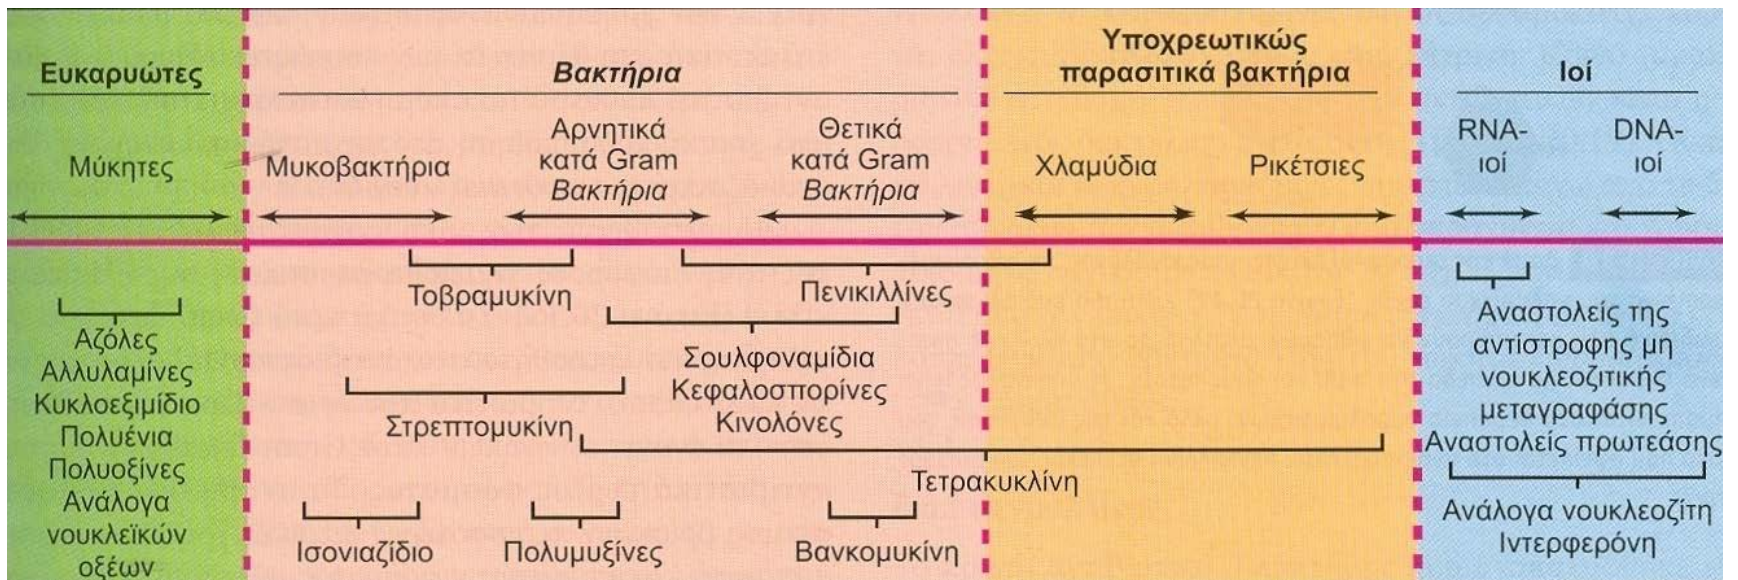 Ευκαρυώτες
Βακτήρια
Υποχρεωτικώς
παρασιτικά βακτήρια
Ιοί
Μύκητες
Μυκοβακτήρια
Αρνητικά
κατά Gram
Βακτήρια
Θετικά
κατά Gram
Βακτήρια
Χλαμύδια
Ρικέτσιες
RNA-
ιοί
DNA-
ιοί
Αζόλες
Αλλυλαμίνες
Κυκλοεξιμίδιο
Πολυένια
Πολυοξίνες
Ανάλογα
νουκλεϊκών
οξέων
Τοβραμυκίνη
Πενικιλλίνες
Σουλφοναμίδια
Κεφαλοσπορίνες
Κινολόνες
Στρεπτομυκίνη
Τετρακυκλίνη
Ισονιαζίδιο
Πολυμυξίνες
Βανκομυκίνη
Αναστολείς της
αντίστροφης μη
νουκλεοζιτικής
μεταγραφάσης
Αναστολείς πρωτεάσης
Ανάλογα νουκλεοζίτη
Ιντερφερόνη